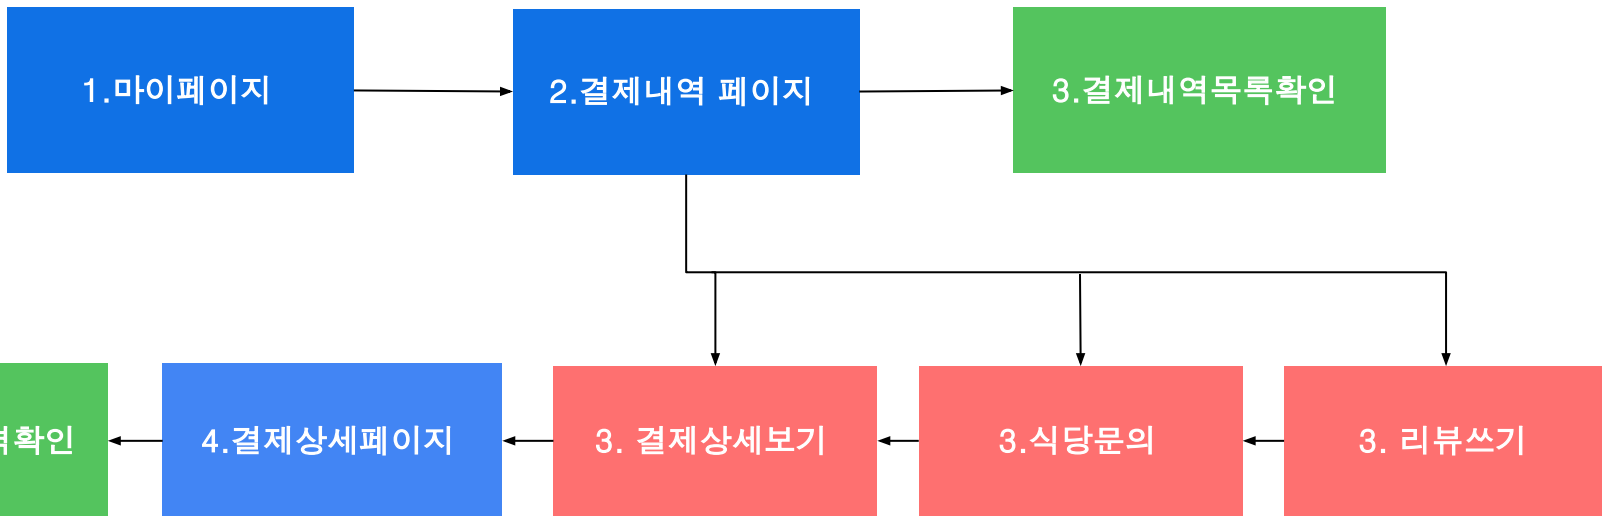 1.마이페이지
2.결제내역 페이지
3.결제내역목록확인
확인
4.결제상세페이지
3. 결제상세보기
3.식당문의
3. 리뷰쓰기